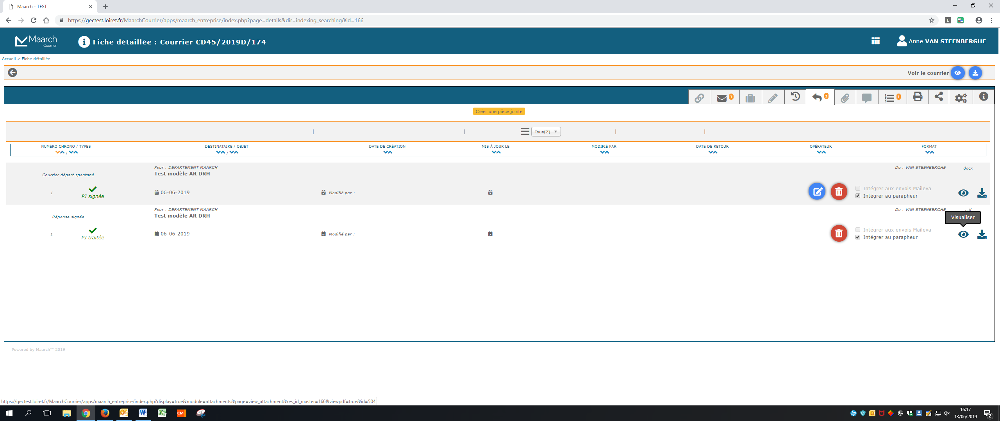 Maarch - TEST
https://gectest.loiret.fr/MaarchCourrier/apps/maarch_entreprise/index.php?page=details&dir=indexing_searching&id=166
E
Maarch
Courrier
Fiche détaillée : Courrier CD45/2019D/174
Anne VAN STEENBERGHE
Accueil > Fiche détaillée
Voir le courrier
1
2
1
Créer une pièce jointe
| | Tous(2) | |
NUMÉRO CHRONO / TYPES DESTINATAIRE / OBJET DATE DE CRÉATION MIS À JOUR LE MODIFIÉ PAR DATE DE RETOUR OPÉRATEUR FORMAT
/ /
Pour : DEPARTEMENT MAARCH De : VAN STEENBERGHE docx
Courrier départ spontané Test modèle AR DRH
1 PJ signée 06-06-2019 Modifié par : Intégrer aux envois Maileva
Intégrer au parapheur
Pour : DEPARTEMENT MAARCH De : VAN STEENBERGHE pdf
Réponse signée Test modèle AR DRH
Visualiser
1 PJ traitée 06-06-2019 Modifié par : Intégrer aux envois Maileva
Intégrer au parapheur
Powered by Maarch™ 2019
https://gectest.loiret.fr/MaarchCourrier/apps/maarch_entreprise/index.php?display=true&module=attachments&page=view_attachment&res_id_master=166&viewpdf=true&id=504
CM
hp
16:17
13/06/2019
2